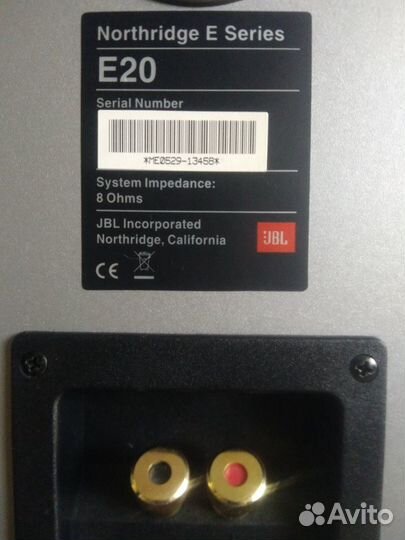 Northridge E Series
E20
Serial Number
*ME0529-13458*
System Impedance:
8 Ohms
JBL Incorporated
Northridge, California
JBL
CE
Avito